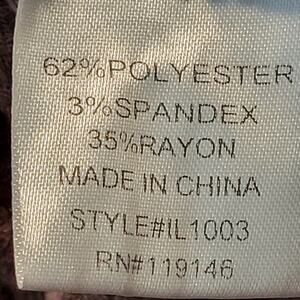 62%POLYESTER
3%SPANDEX
35%RAYON
MADE IN CHINA
STYLE#IL1003
RN#119146